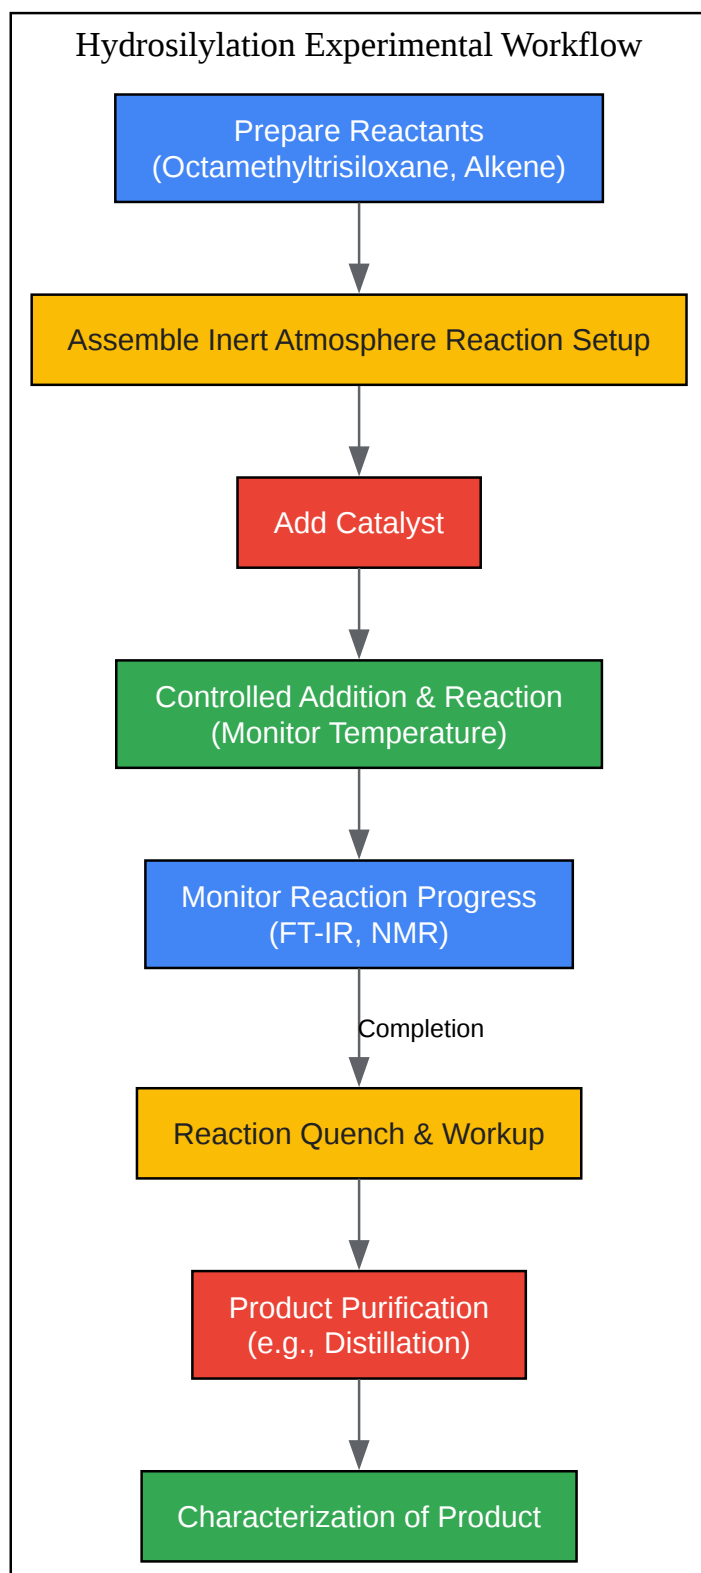 Hydrosilylation Experimental Workflow
Prepare Reactants
(Octamethyltrisiloxane, Alkene)
Assemble Inert Atmosphere Reaction Setup
Add Catalyst
Controlled Addition & Reaction
(Monitor Temperature)
Monitor Reaction Progress
(FT-IR, NMR)
Completion
Reaction Quench & Workup
Product Purification
(e.g., Distillation)
Characterization of Product